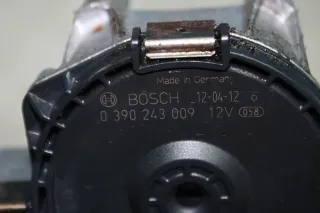 Made in Germany
BOSCH 12-04-12
0 390 243 009 12V 058